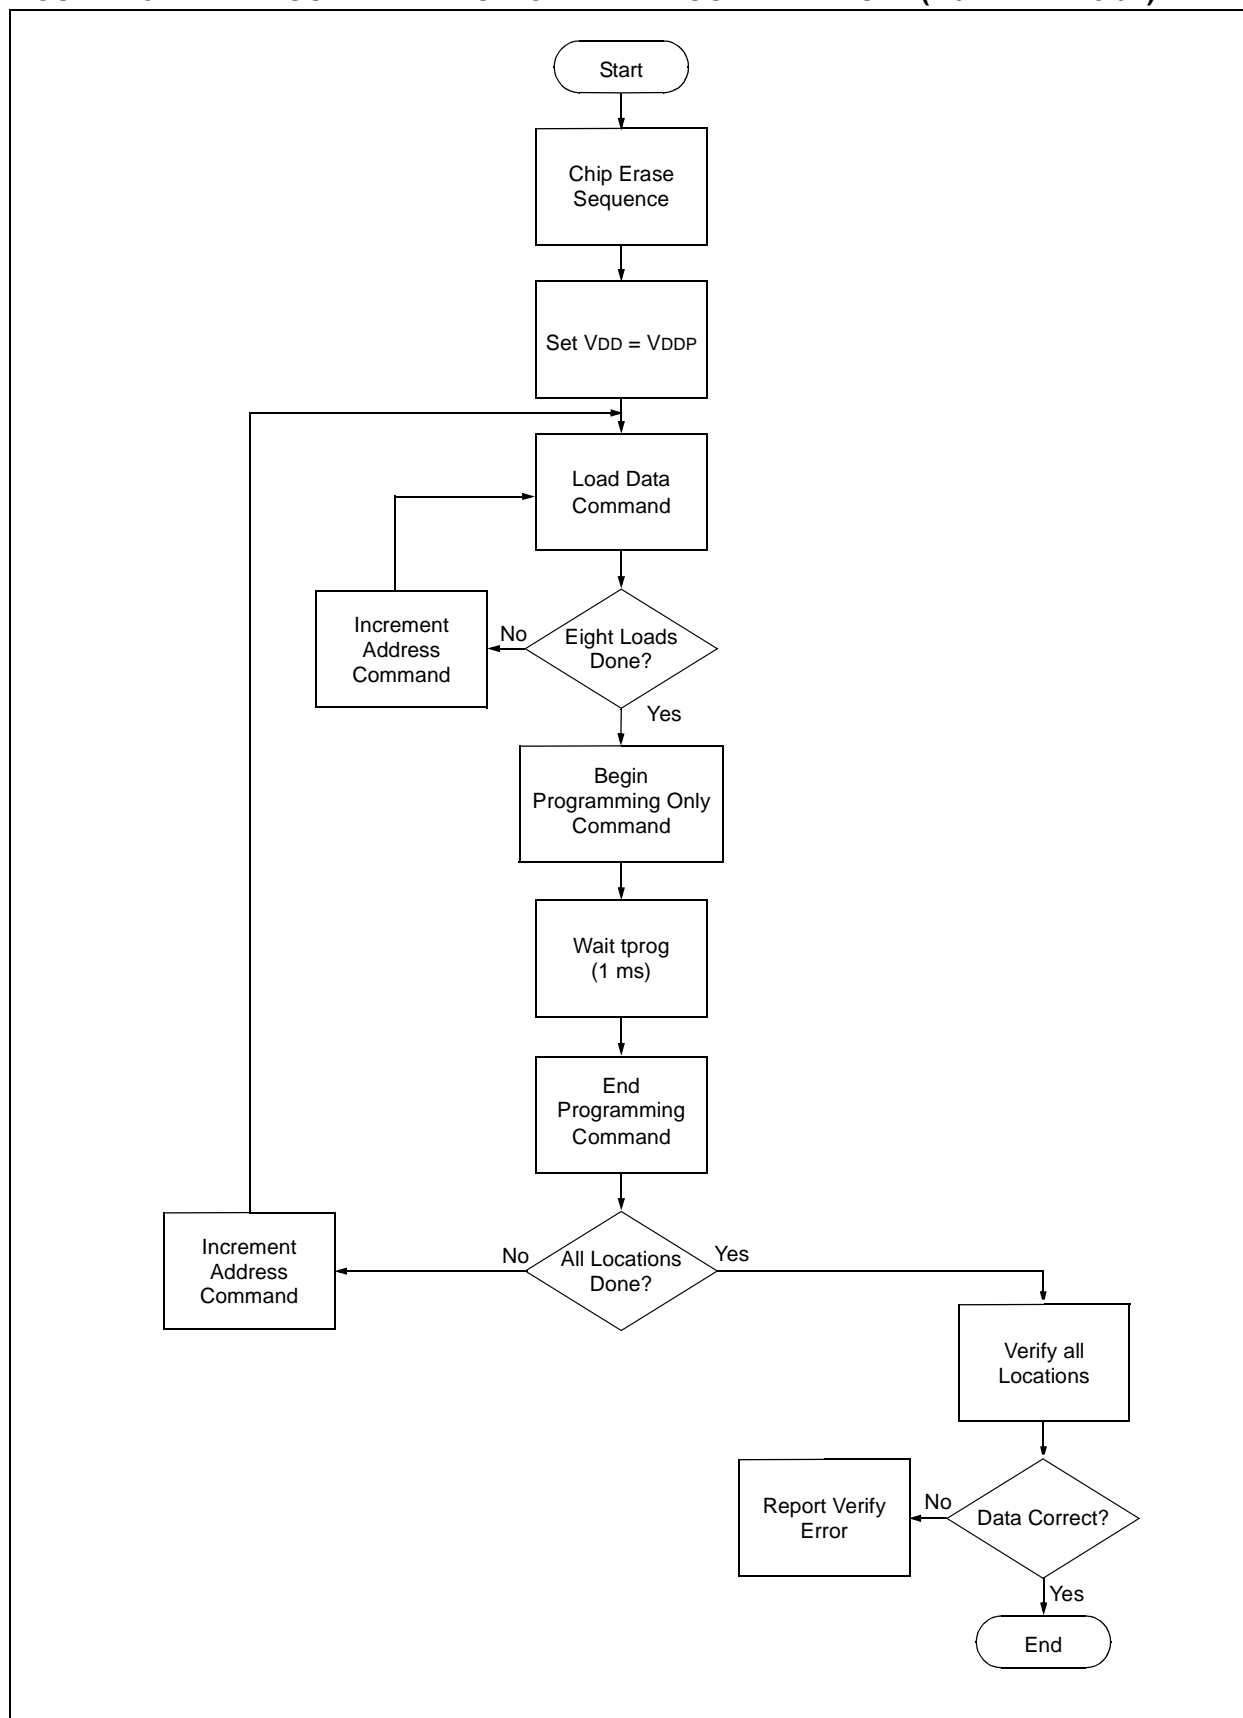 Start
Chip Erase
Sequence
Set VDD = VDDP
Load Data
Command
Increment
Address
Command
No
Eight Loads
Done?
Yes
Begin
Programming Only
Command
Wait tprog
(1 ms)
End
Programming
Command
Increment
Address
Command
No
All Locations
Done?
Yes
Verify all
Locations
Report Verify
Error
No
Data Correct?
Yes
End